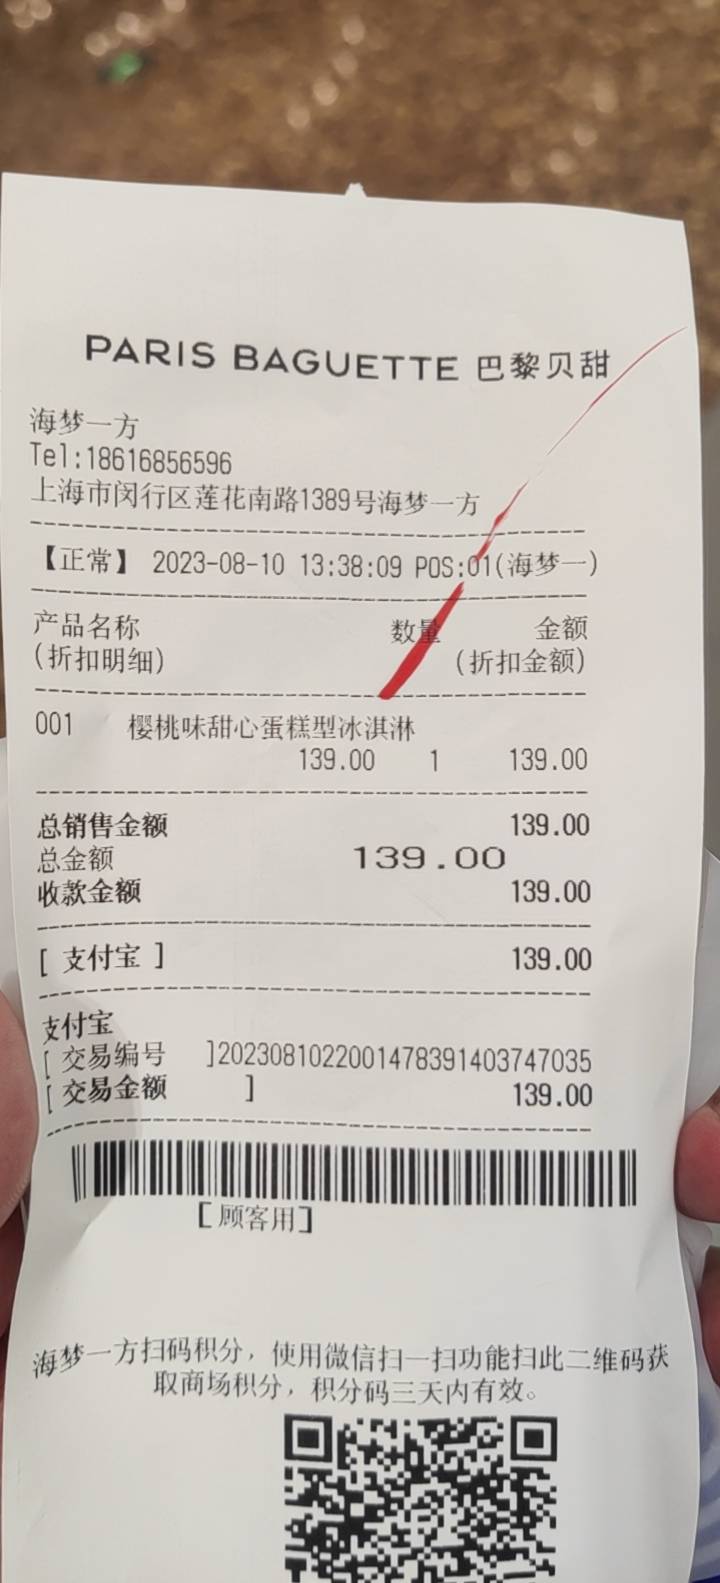 PARIS BAGUETTE 巴黎贝甜
海梦一方
Tel:18616856596
上海市闵行区莲花南路1389号海梦一方
【正常】 2023-08-10 13:38:09 POS:01(海梦一)
产品名称 数量 金额
(折扣明细) (折扣金额)
001 樱桃味甜心蛋糕型冰淇淋
139.00 1 139.00
总销售金额 139.00
总金额 139.00
收款金额 139.00
[ 支付宝 ] 139.00
支付宝
[ 交易编号 ]2023081022001478391403747035
[ 交易金额 ] 139.00
[ 顾客用 ]
海梦一方扫码积分，使用微信扫一扫功能扫此二维码获
取商场积分，积分码三天内有效。